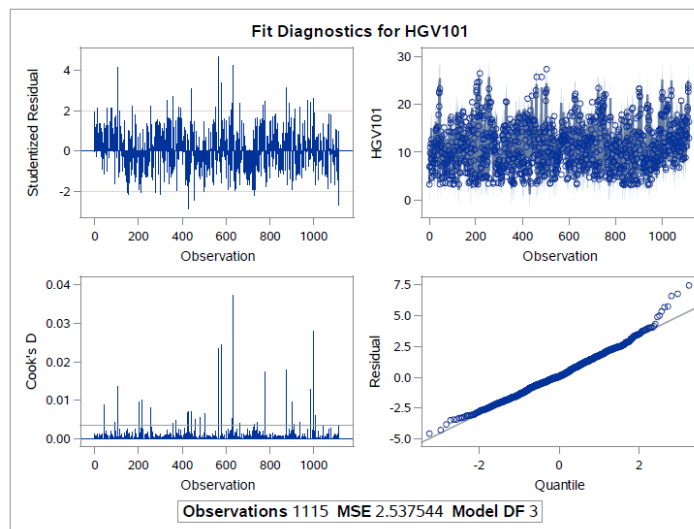 Fit Diagnostics for HGV101
Studentized Residual
4
2
0
-2
0 200 400 600 800 1000
Observation
HGV101
30
20
10
0
0 200 400 600 800 1000
Observation
Cook's D
0.04
0.03
0.02
0.01
0.00
0 200 400 600 800 1000
Observation
Residual
7.5
5.0
2.5
0.0
-2.5
-5.0
-2 0 2
Quantile
Observations 1115 MSE 2.537544 Model DF 3